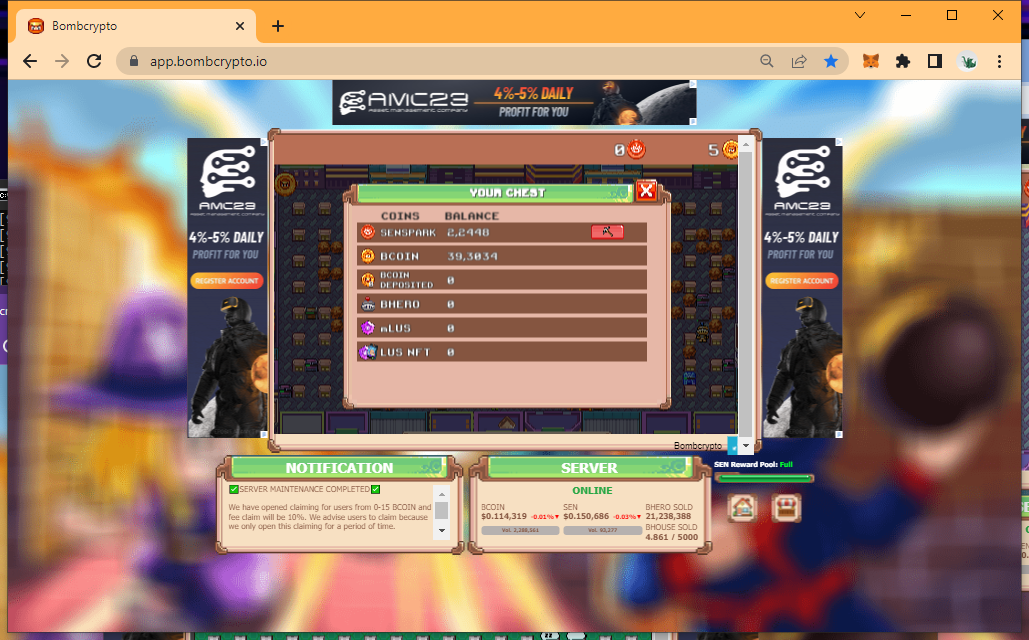 Bombcrypto
app.bombcrypto.io
AMC23
ASSET MANAGEMENT COMPANY
4%-5% DAILY
PROFIT FOR YOU
0
5
AMC23
4%-5% DAILY
PROFIT FOR YOU
REGISTER ACCOUNT
YOUR CHEST
COINS BALANCE
SENSPARK 2,2448
BCOIN 39,3034
BCOIN DEPOSITED 0
BHERO 0
mLUS 0
LUS NFT 0
AMC23
4%-5% DAILY
PROFIT FOR YOU
REGISTER ACCOUNT
Bombcrypto
NOTIFICATION
SERVER MAINTENANCE COMPLETED
We have opened claiming for users from 0-15 BCOIN and
fee claim will be 10%. We advise users to claim because
we only open this claiming for a period of time.
SERVER
ONLINE
BCOIN SEN BHERO SOLD
$0.114,319 -0.01%▼ $0.150,686 -0.03%▼ 21,238,388
BHOUSE SOLD
4.861 / 5000
SEN Reward Pool: Full